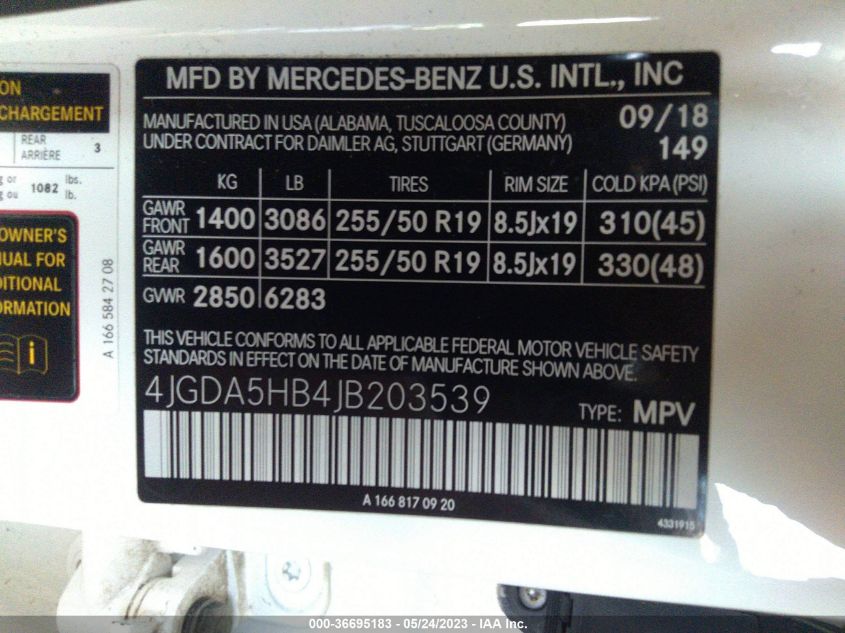 ON
CHARGEMENT
REAR
ARRIÈRE 3
g or
g ou 1082 lbs.
lb.
OWNER'S
UAL FOR
DITIONAL
ORMATION
i
A 166 584 27 08
MFD BY MERCEDES-BENZ U.S. INTL., INC
MANUFACTURED IN USA (ALABAMA, TUSCALOOSA COUNTY) 09/18
UNDER CONTRACT FOR DAIMLER AG, STUTTGART (GERMANY) 149
KG LB TIRES RIM SIZE COLD KPA (PSI)
GAWR FRONT 1400 3086 255/50 R19 8.5Jx19 310(45)
GAWR REAR 1600 3527 255/50 R19 8.5Jx19 330(48)
GVWR 2850 6283
THIS VEHICLE CONFORMS TO ALL APPLICABLE FEDERAL MOTOR VEHICLE SAFETY
STANDARDS IN EFFECT ON THE DATE OF MANUFACTURE SHOWN ABOVE.
4JGDA5HB4JB203539 TYPE: MPV
A 166 817 09 20
4331915
000-36695183 - 05/24/2023 - IAA Inc.